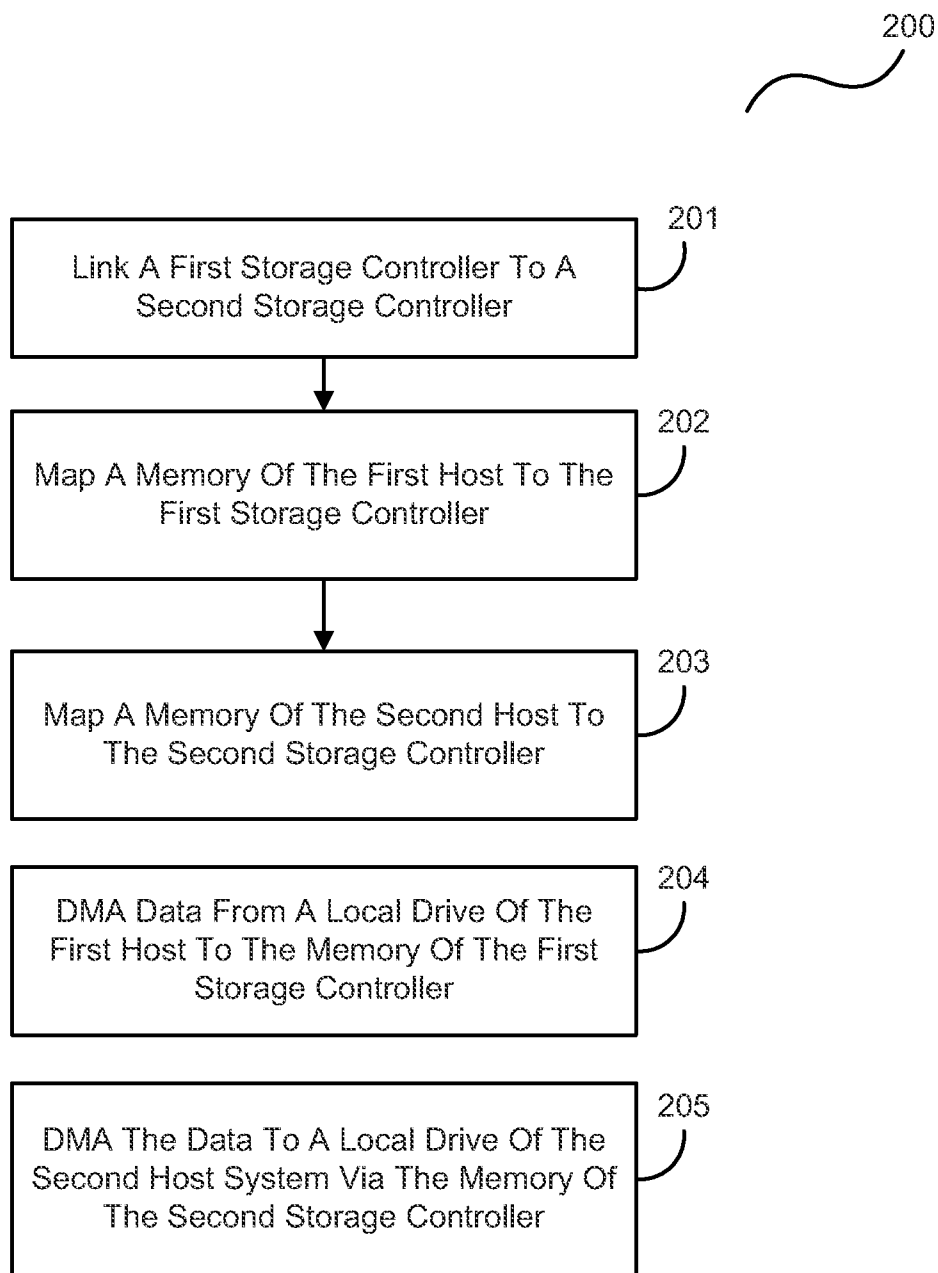 200
201
Link A First Storage Controller To A
Second Storage Controller
202
Map A Memory Of The First Host To The
First Storage Controller
203
Map A Memory Of The Second Host To
The Second Storage Controller
204
DMA Data From A Local Drive Of The
First Host To The Memory Of The First
Storage Controller
205
DMA The Data To A Local Drive Of The
Second Host System Via The Memory Of
The Second Storage Controller